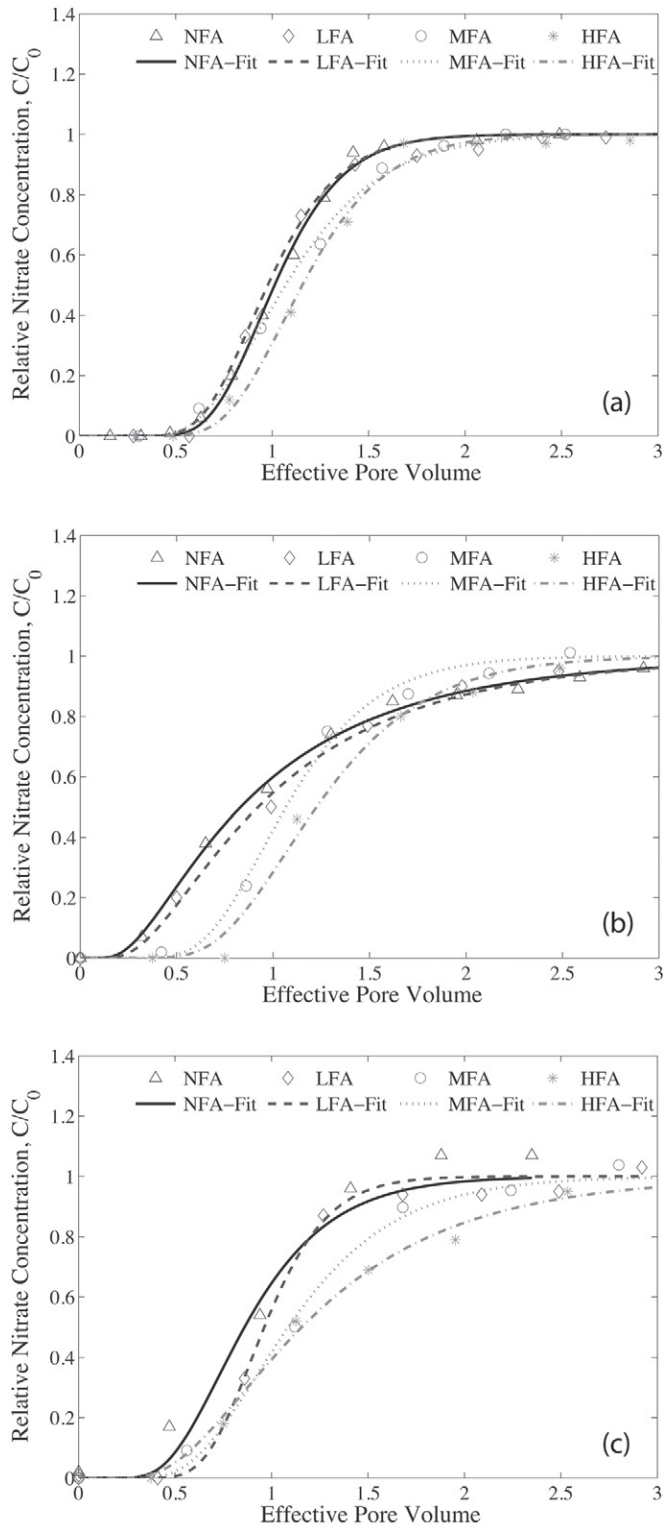 1.4
NFA LFA MFA HFA
NFA-Fit LFA-Fit MFA-Fit HFA-Fit
1.2
1
0.8
0.6
0.4
0.2
0
Relative Nitrate Concentration, C/C0
(a)
0 0.5 1 1.5 2 2.5 3
Effective Pore Volume
1.4
NFA LFA MFA HFA
NFA-Fit LFA-Fit MFA-Fit HFA-Fit
1.2
1
0.8
0.6
0.4
0.2
0
Relative Nitrate Concentration, C/C0
(b)
0 0.5 1 1.5 2 2.5 3
Effective Pore Volume
1.4
NFA LFA MFA HFA
NFA-Fit LFA-Fit MFA-Fit HFA-Fit
1.2
1
0.8
0.6
0.4
0.2
0
Relative Nitrate Concentration, C/C0
(c)
0 0.5 1 1.5 2 2.5 3
Effective Pore Volume